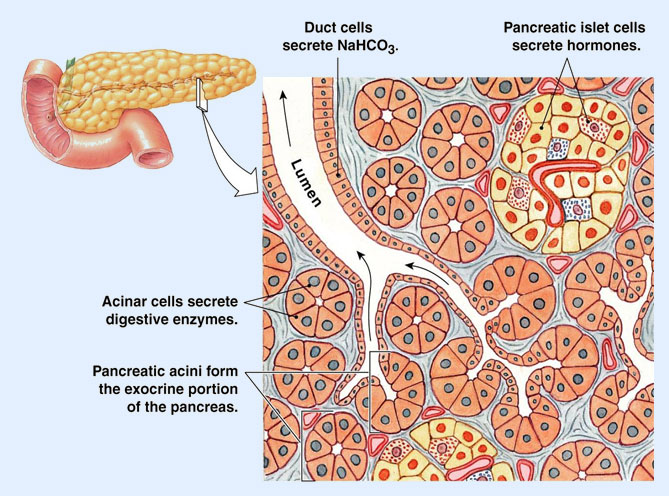 Duct cells
secrete NaHCO₃.
Pancreatic islet cells
secrete hormones.
Lumen
Acinar cells secrete
digestive enzymes.
Pancreatic acini form
the exocrine portion
of the pancreas.